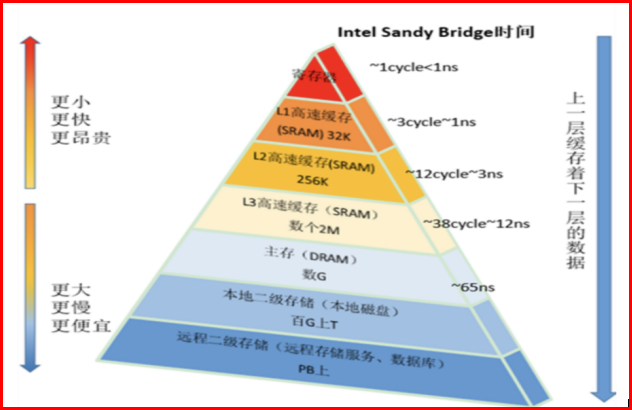 Intel Sandy Bridge时间
寄存器
~1cycle<1ns
L1高速缓存
(SRAM) 32K
~3cycle~1ns
L2高速缓存(SRAM)
256K
~12cycle~3ns
L3高速缓存（SRAM）
数个2M
~38cycle~12ns
主存（DRAM）
数G
~65ns
本地二级存储（本地磁盘）
百G上T
远程二级存储（远程存储服务、数据库）
PB上
更小
更快
更昂贵
更大
更慢
更便宜
上一层缓存着下一层的数据